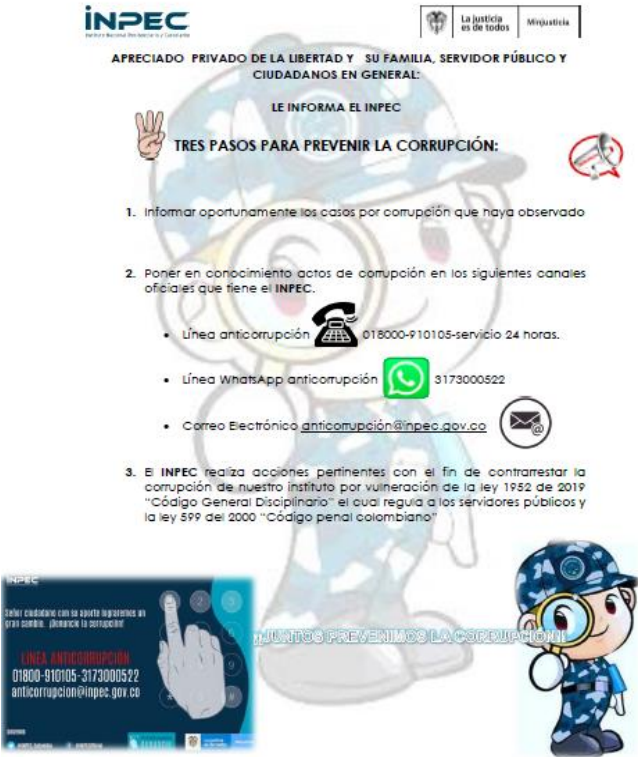 INPEC
Instituto Nacional Penitenciario y Carcelario
La justicia
es de todos
Minjusticia
APRECIADO PRIVADO DE LA LIBERTAD Y SU FAMILIA, SERVIDOR PÚBLICO Y
CIUDADANOS EN GENERAL:
LE INFORMA EL INPEC
TRES PASOS PARA PREVENIR LA CORRUPCIÓN:
1. Informar oportunamente los casos por corrupción que haya observado
2. Poner en conocimiento actos de corrupción en los siguientes canales
oficiales que tiene el INPEC.
• Línea anticorrupción 018000-910105-servicio 24 horas.
• Línea WhatsApp anticorrupción 3173000522
• Correo Electrónico anticorrupción@inpec.gov.co
3. El INPEC realiza acciones pertinentes con el fin de contrarrestar la
corrupción de nuestro instituto por vulneración de la ley 1952 de 2019
“Código General Disciplinario” el cual regula a los servidores públicos y
la ley 599 del 2000 “Código penal colombiano”
INPEC
Señor ciudadano con su aporte lograremos un
gran cambio. ¡Denuncie la corrupción!
LÍNEA ANTICORRUPCIÓN
01800-910105-3173000522
anticorrupcion@inpec.gov.co
¡JUNTOS PREVENIMOS LA CORRUPCIÓN!